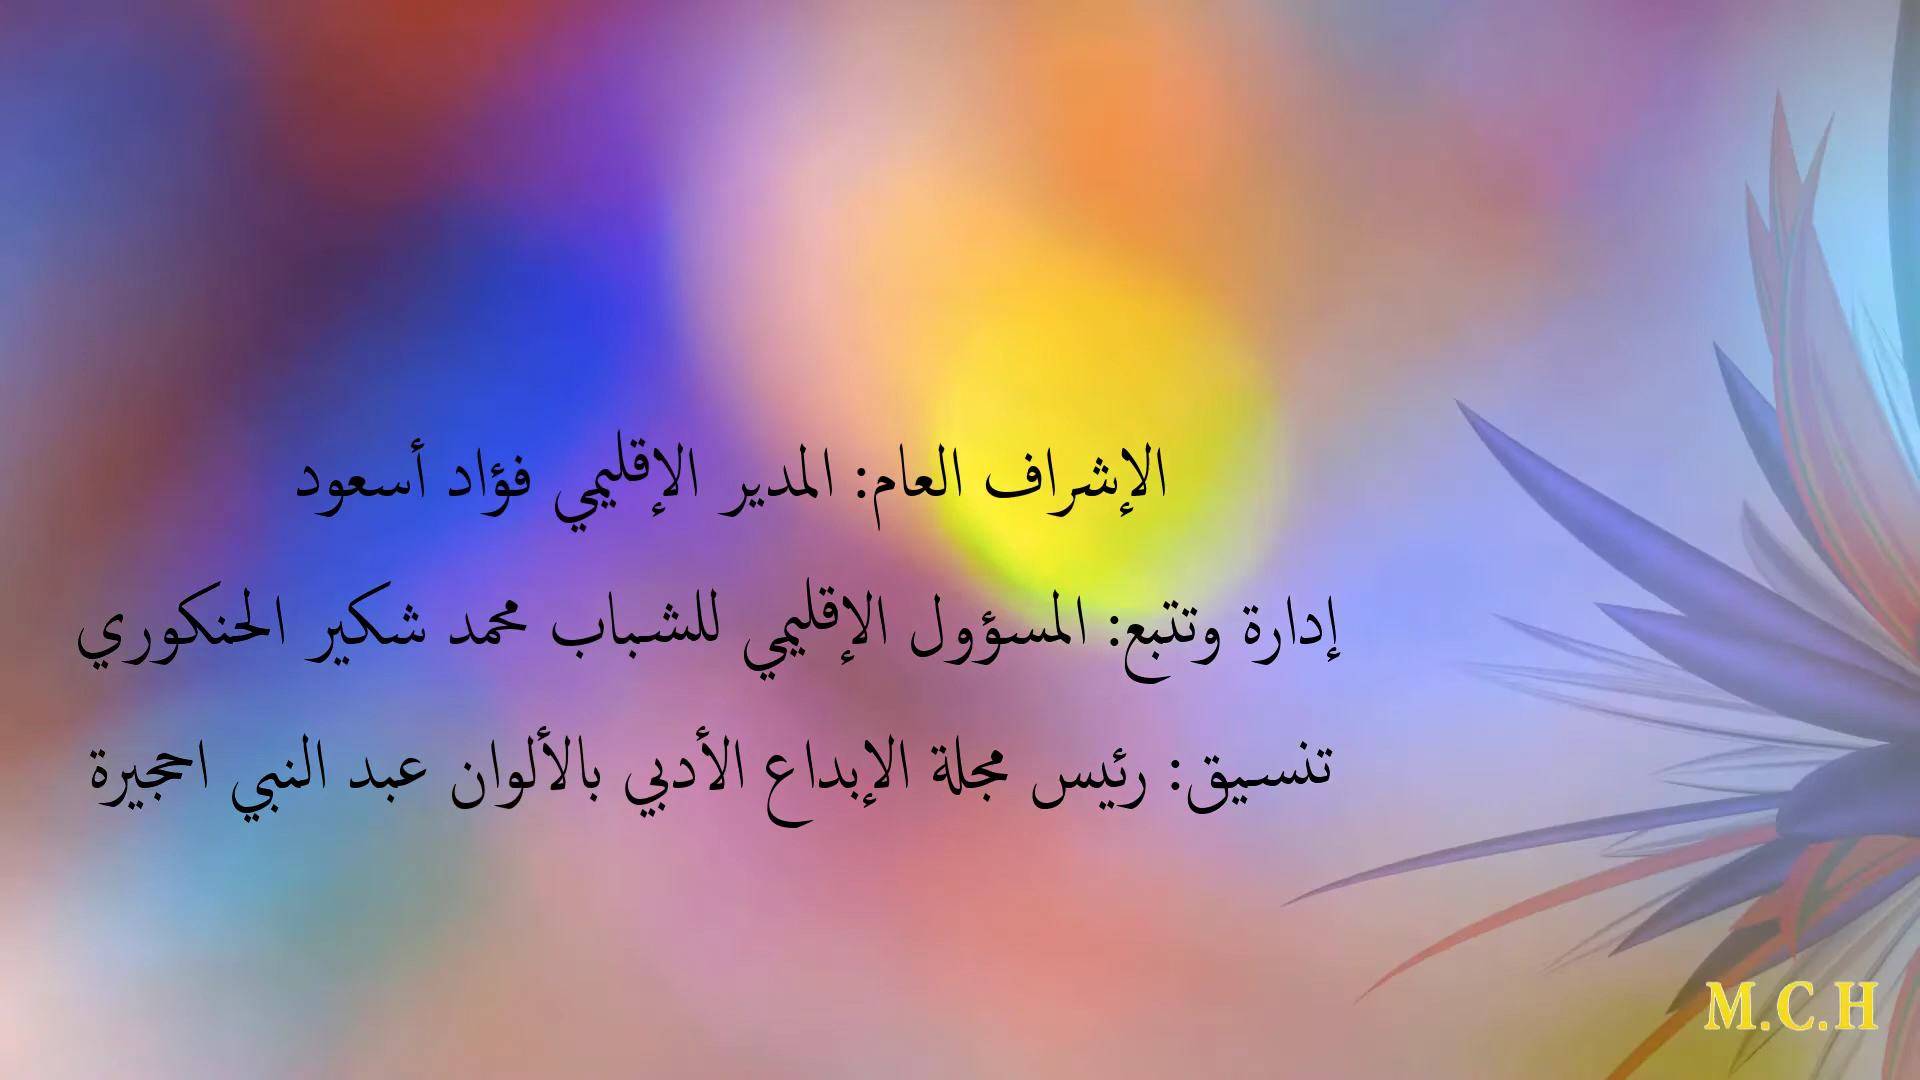 الإشراف العام: المدير الإقليمي فؤاد أسعود
إدارة وتتبع: المسؤول الإقليمي للشباب محمد شكير الحنكوري
تنسيق: رئيس مجلة الإبداع الأدبي بالألوان عبد النبي احجيرة
M.C.H